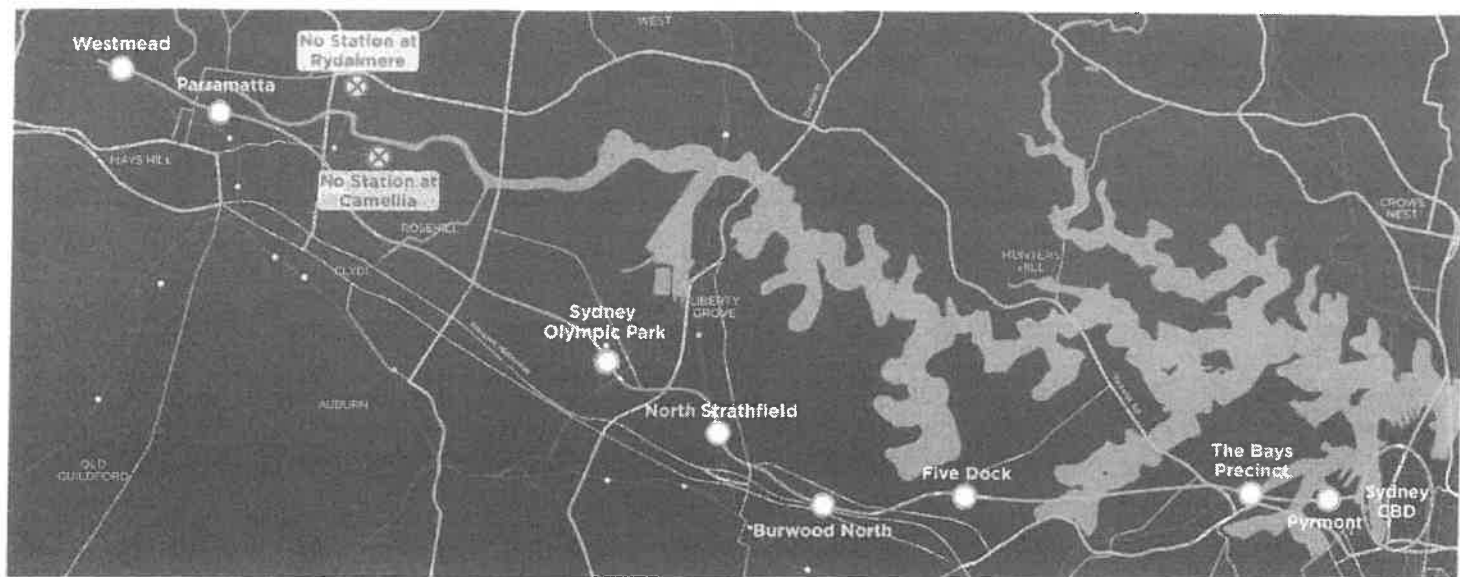 WEST
Westmead
No Station at
Rydalmere
Parramatta
MAYS HILL
No Station at
Camellia
ROSEHILL
CLYDE
CROWS
NEST
HUNTERS
HILL
LIBERTY
GROVE
Sydney
Olympic Park
AUBURN
North Strathfield
OLD
GUILDFORD
Five Dock
The Bays
Precinct
Burwood North
Pyrmont
Sydney
CBD